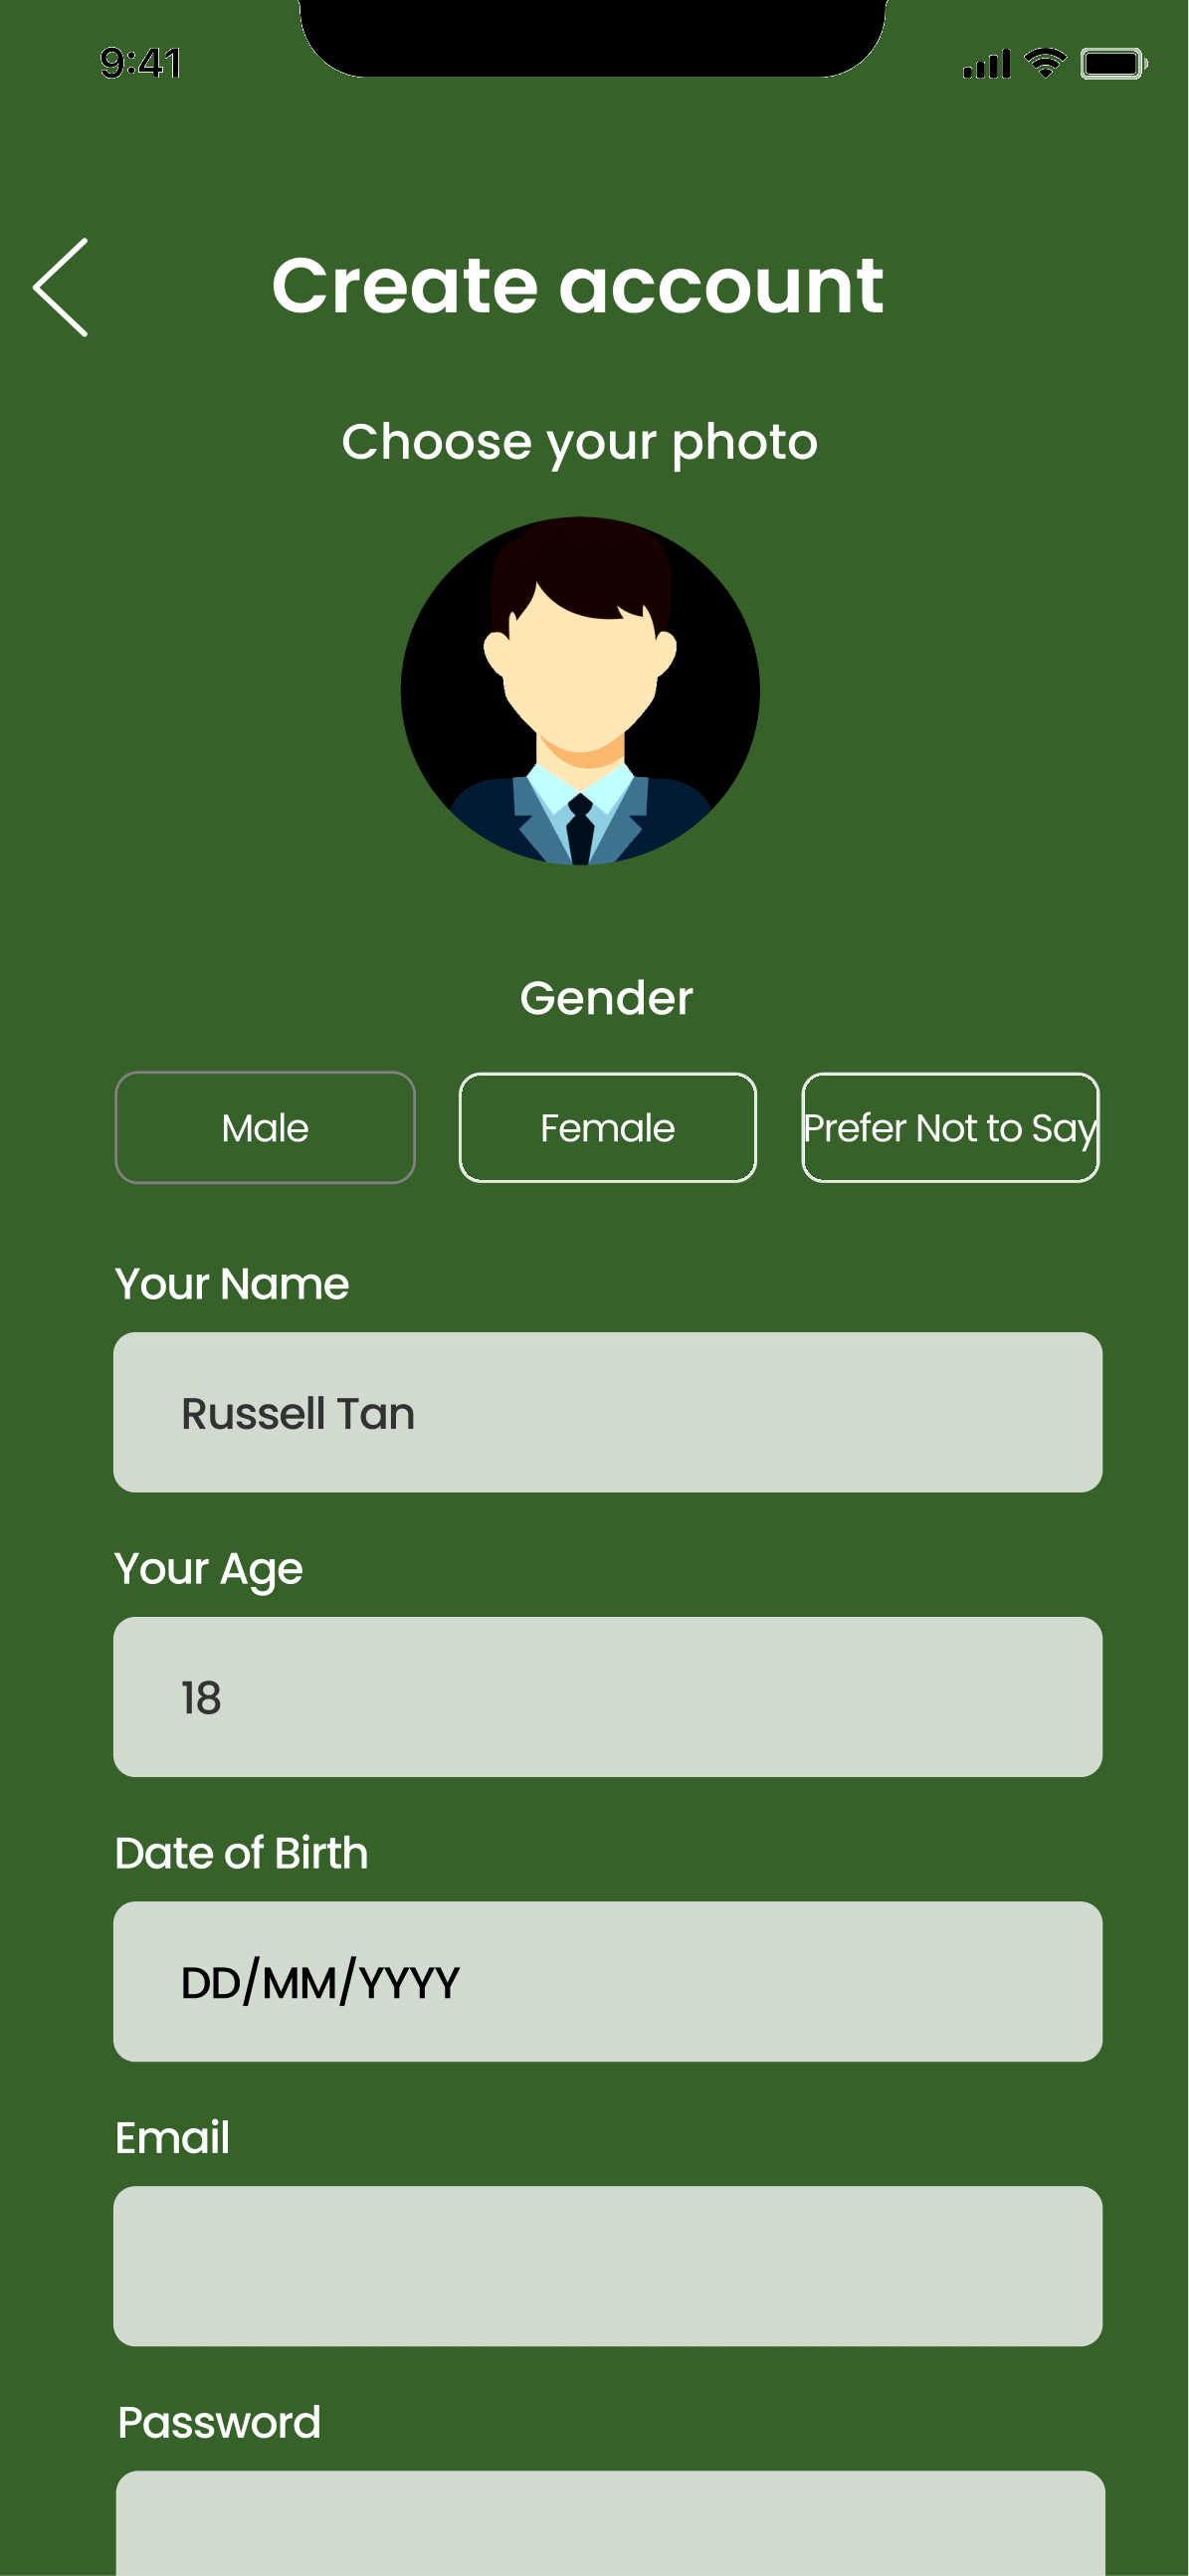 9:41
Create account
Choose your photo
Gender
Male
Female
Prefer Not to Say
Your Name
Russell Tan
Your Age
18
Date of Birth
DD/MM/YYYY
Email
Password